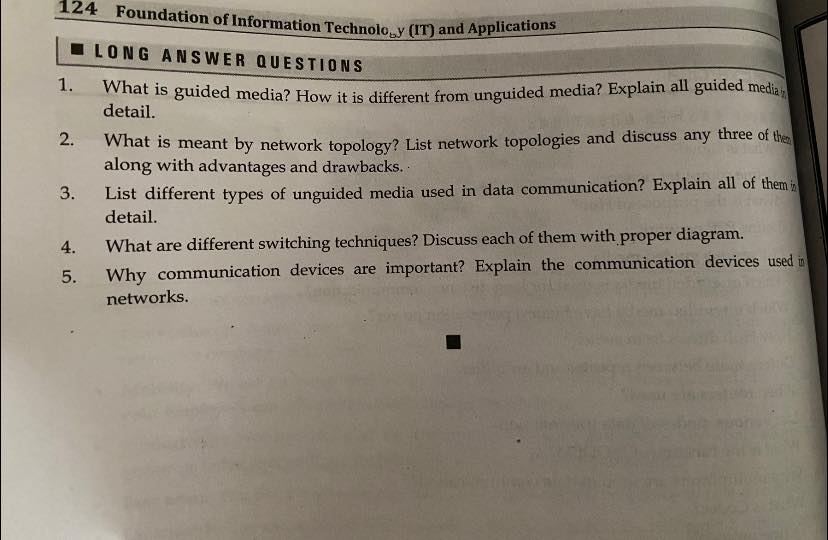 124 Foundation of Information Technology (IT) and Applications
LONG ANSWER QUESTIONS
1. What is guided media? How it is different from unguided media? Explain all guided media in
detail.
2. What is meant by network topology? List network topologies and discuss any three of them
along with advantages and drawbacks.
3. List different types of unguided media used in data communication? Explain all of them in
detail.
4. What are different switching techniques? Discuss each of them with proper diagram.
5. Why communication devices are important? Explain the communication devices used in
networks.